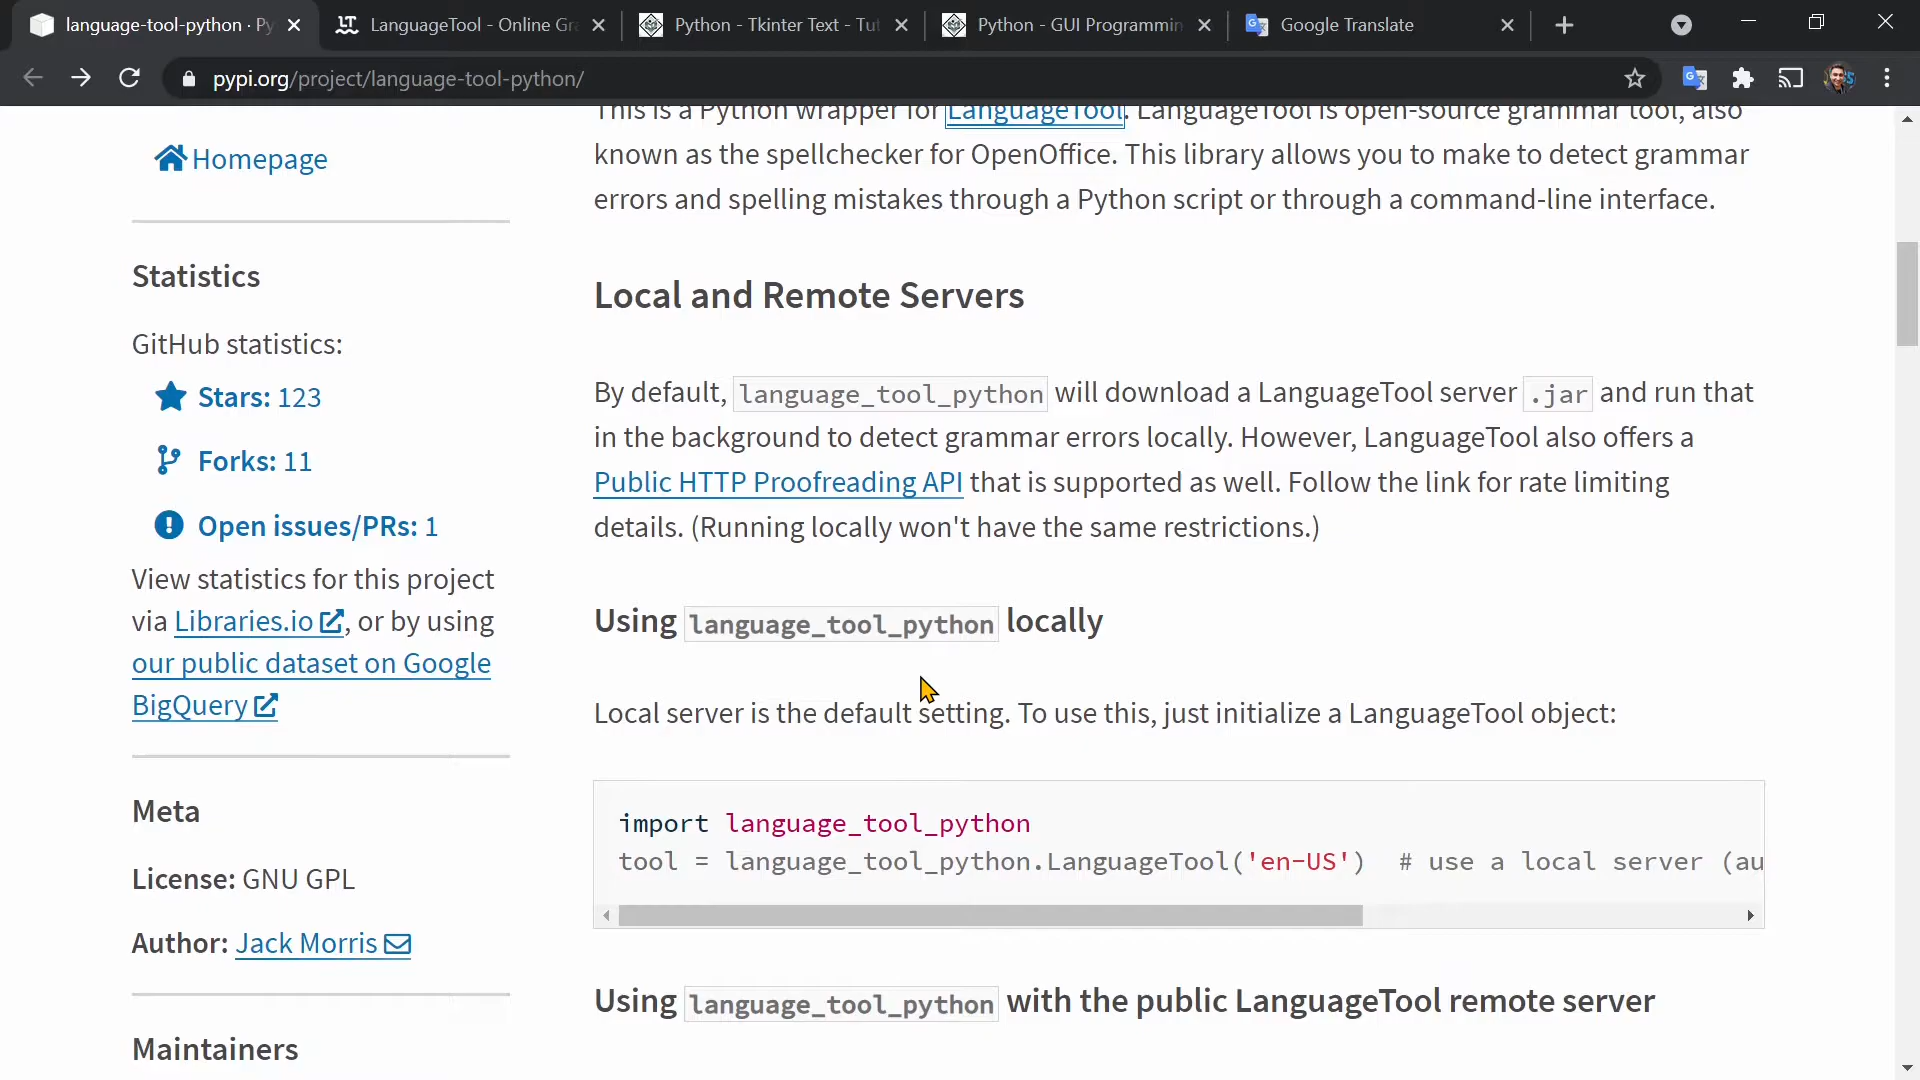 language-tool-python · Py
LanguageTool - Online Gr
Python - Tkinter Text - Tut
Python - GUI Programmin
Google Translate
pypi.org/project/language-tool-python/
Homepage
Statistics
GitHub statistics:
Stars: 123
Forks: 11
Open issues/PRs: 1
View statistics for this project
via Libraries.io, or by using
our public dataset on Google
BigQuery
Meta
License: GNU GPL
Author: Jack Morris
Maintainers
This is a Python wrapper for LanguageTool. LanguageTool is open-source grammar tool, also
known as the spellchecker for OpenOffice. This library allows you to make to detect grammar
errors and spelling mistakes through a Python script or through a command-line interface.
Local and Remote Servers
By default, language_tool_python will download a LanguageTool server .jar and run that
in the background to detect grammar errors locally. However, LanguageTool also offers a
Public HTTP Proofreading API that is supported as well. Follow the link for rate limiting
details. (Running locally won't have the same restrictions.)
Using language_tool_python locally
Local server is the default setting. To use this, just initialize a LanguageTool object:
import language_tool_python
tool = language_tool_python.LanguageTool('en-US')  # use a local server (au
Using language_tool_python with the public LanguageTool remote server